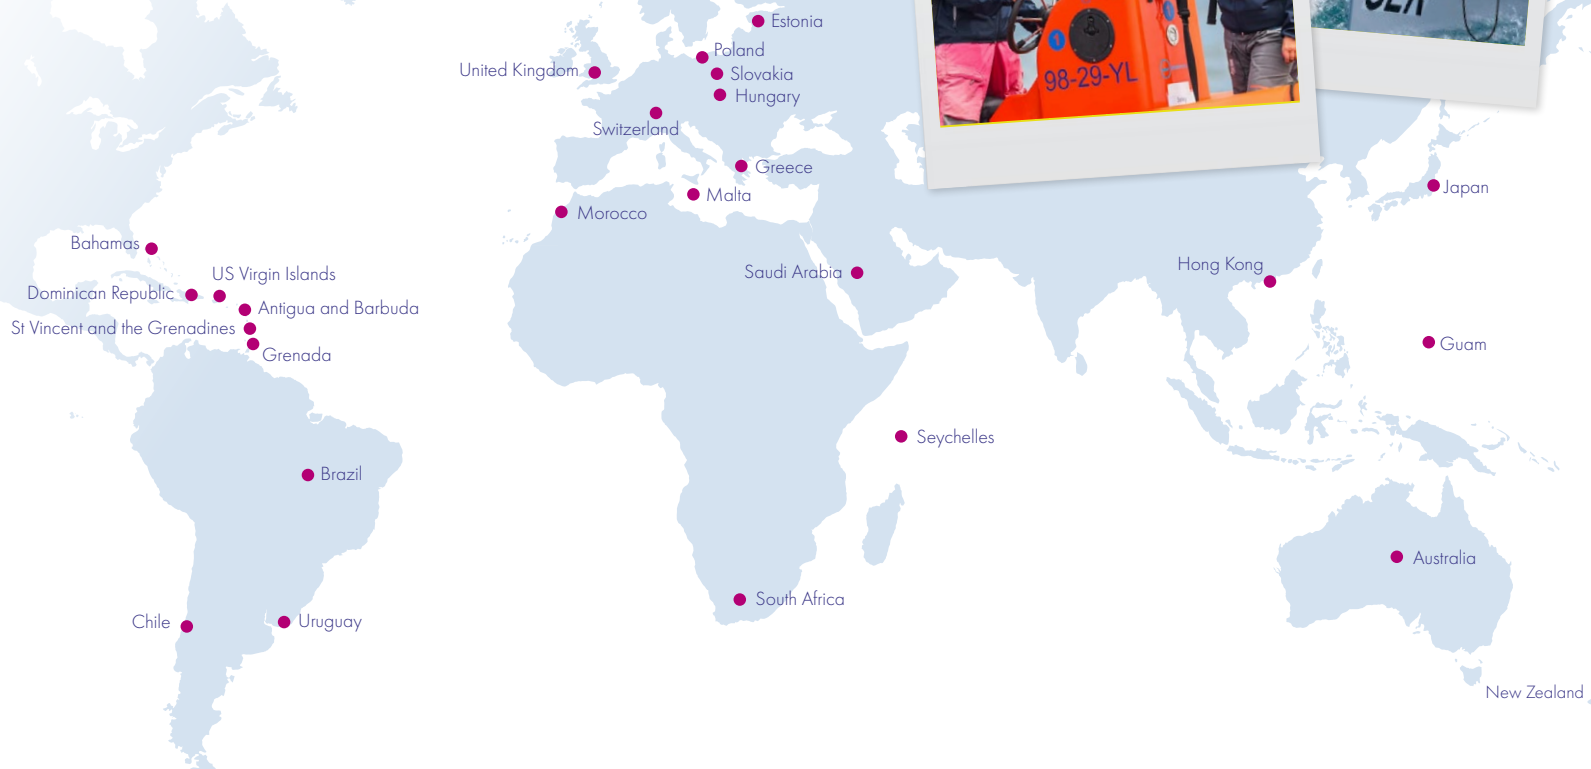 Estonia
Poland
United Kingdom
Slovakia
Hungary
Switzerland
Greece
Malta
Morocco
Japan
Bahamas
US Virgin Islands
Saudi Arabia
Hong Kong
Dominican Republic
Antigua and Barbuda
St Vincent and the Grenadines
Grenada
Guam
Seychelles
Brazil
Australia
South Africa
Chile
Uruguay
New Zealand
1
98-29-YL